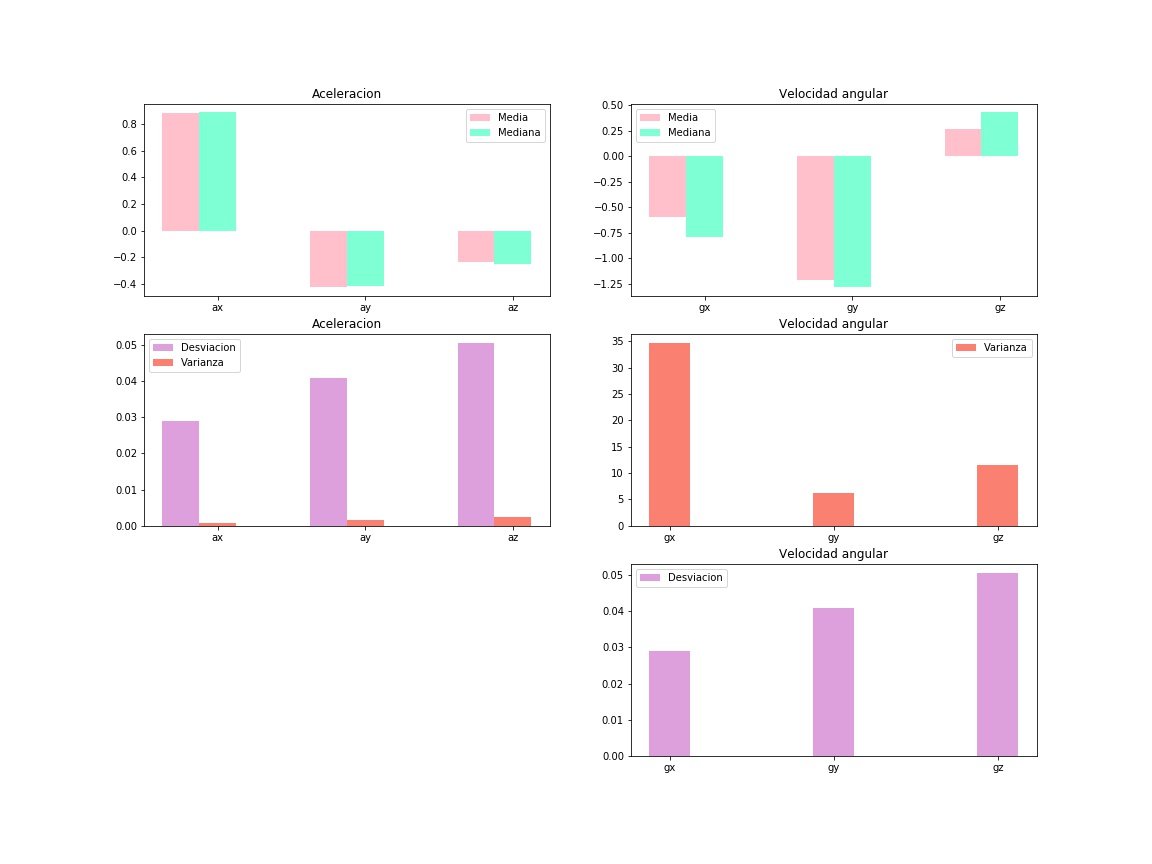 Aceleracion
Media
Mediana
0.8
0.6
0.4
0.2
0.0
−0.2
−0.4
ax
ay
az
Velocidad angular
Media
Mediana
0.50
0.25
0.00
−0.25
−0.50
−0.75
−1.00
−1.25
gx
gy
gz
Aceleracion
Desviacion
Varianza
0.05
0.04
0.03
0.02
0.01
0.00
ax
ay
az
Velocidad angular
Varianza
35
30
25
20
15
10
5
0
gx
gy
gz
Velocidad angular
Desviacion
0.05
0.04
0.03
0.02
0.01
0.00
gx
gy
gz